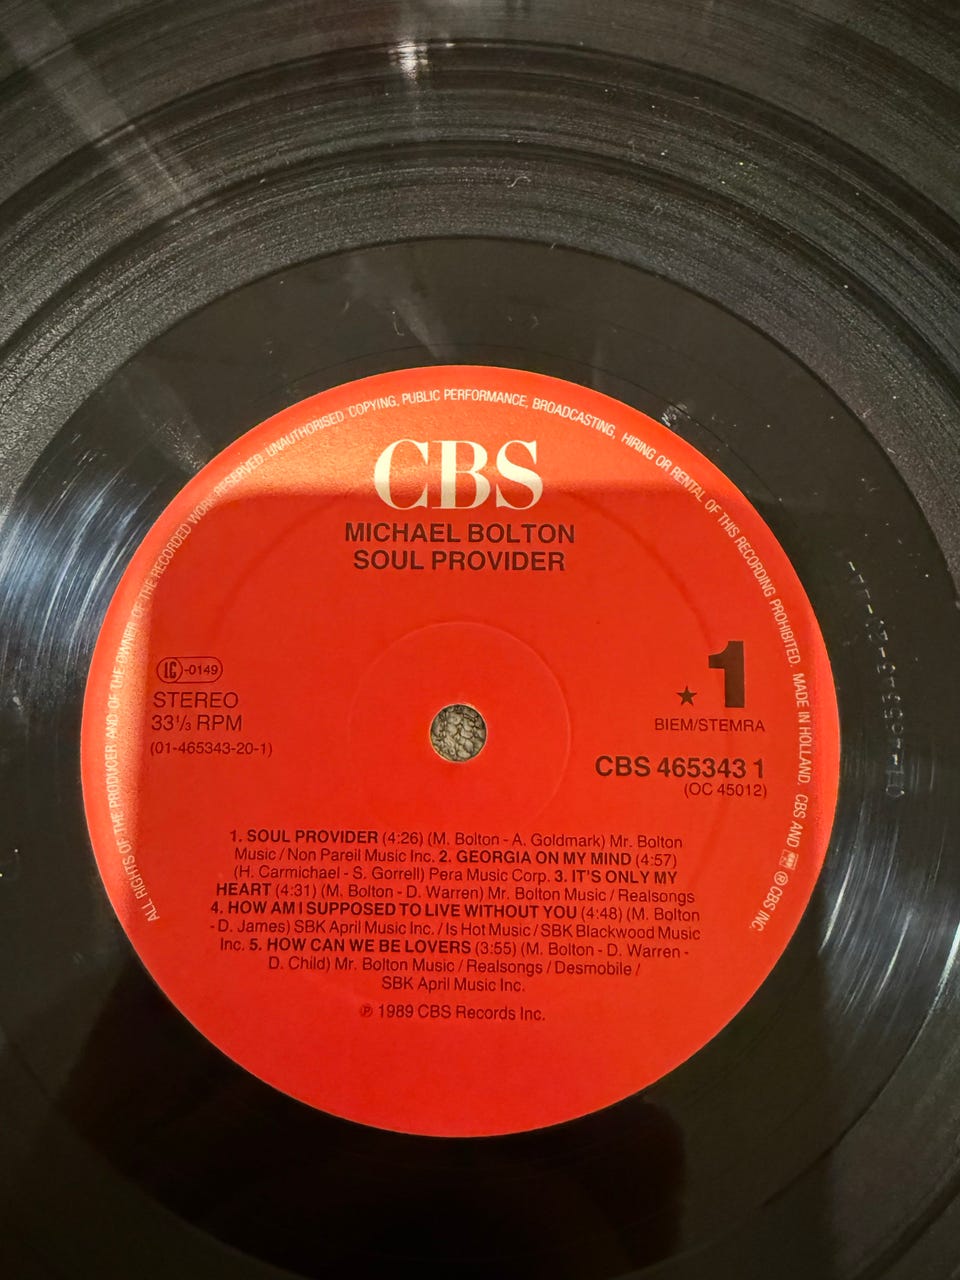 ALL RIGHTS OF THE PRODUCER AND OF THE OWNER OF THE RECORDED WORK RESERVED. UNAUTHORISED COPYING, PUBLIC PERFORMANCE, BROADCASTING, HIRING OR RENTAL OF THIS RECORDING PROHIBITED. MADE IN HOLLAND. CBS AND ® CBS INC.
CBS
MICHAEL BOLTON
SOUL PROVIDER
LC-0149
STEREO
33⅓ RPM
(01-465343-20-1)
★ 1
BIEM/STEMRA
CBS 465343 1
(OC 45012)
1. SOUL PROVIDER (4:26) (M. Bolton - A. Goldmark) Mr. Bolton
Music / Non Pareil Music Inc. 2. GEORGIA ON MY MIND (4:57)
(H. Carmichael - S. Gorrell) Pera Music Corp. 3. IT'S ONLY MY
HEART (4:31) (M. Bolton - D. Warren) Mr. Bolton Music / Realsongs
4. HOW AM I SUPPOSED TO LIVE WITHOUT YOU (4:48) (M. Bolton
- D. James) SBK April Music Inc. / Is Hot Music / SBK Blackwood Music
Inc. 5. HOW CAN WE BE LOVERS (3:55) (M. Bolton - D. Warren -
D. Child) Mr. Bolton Music / Realsongs / Desmobile /
SBK April Music Inc.
℗ 1989 CBS Records Inc.